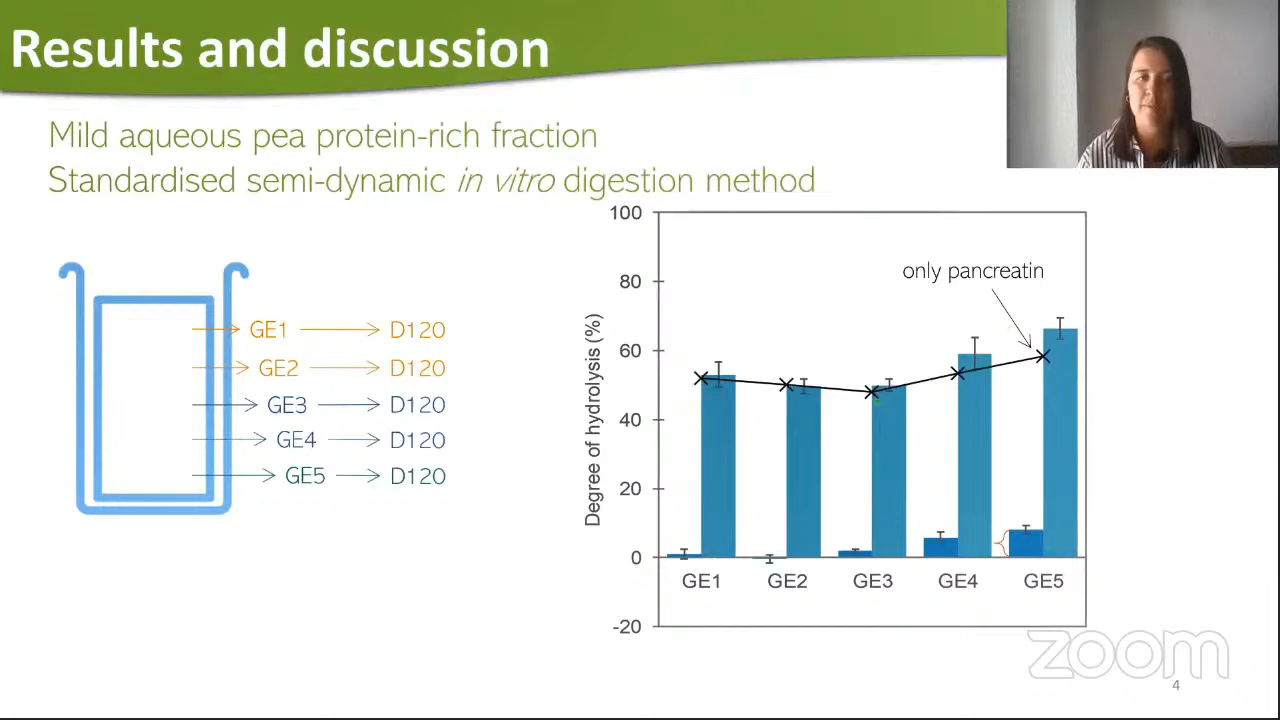 Results and discussion
Mild aqueous pea protein-rich fraction
Standardised semi-dynamic in vitro digestion method
GE1 D120
GE2 D120
GE3 D120
GE4 D120
GE5 D120
Degree of hydrolysis (%)
100
80
60
40
20
0
-20
only pancreatin
GE1 GE2 GE3 GE4 GE5
zoom
4